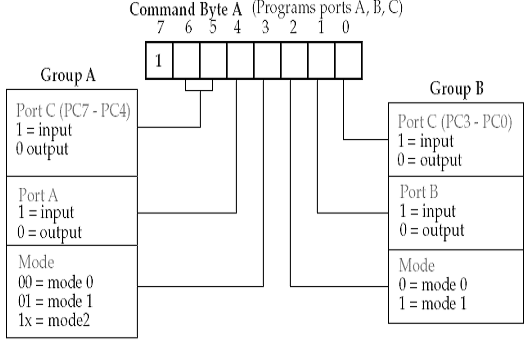 Command Byte A (Programs ports A, B, C)
7 6 5 4 3 2 1 0
1
Group A
Port C (PC7 - PC4)
1 = input
0 output
Port A
1 = input
0 = output
Mode
00 = mode 0
01 = mode 1
1x = mode2
Group B
Port C (PC3 - PC0)
1 = input
0 = output
Port B
1 = input
0 = output
Mode
0 = mode 0
1 = mode 1